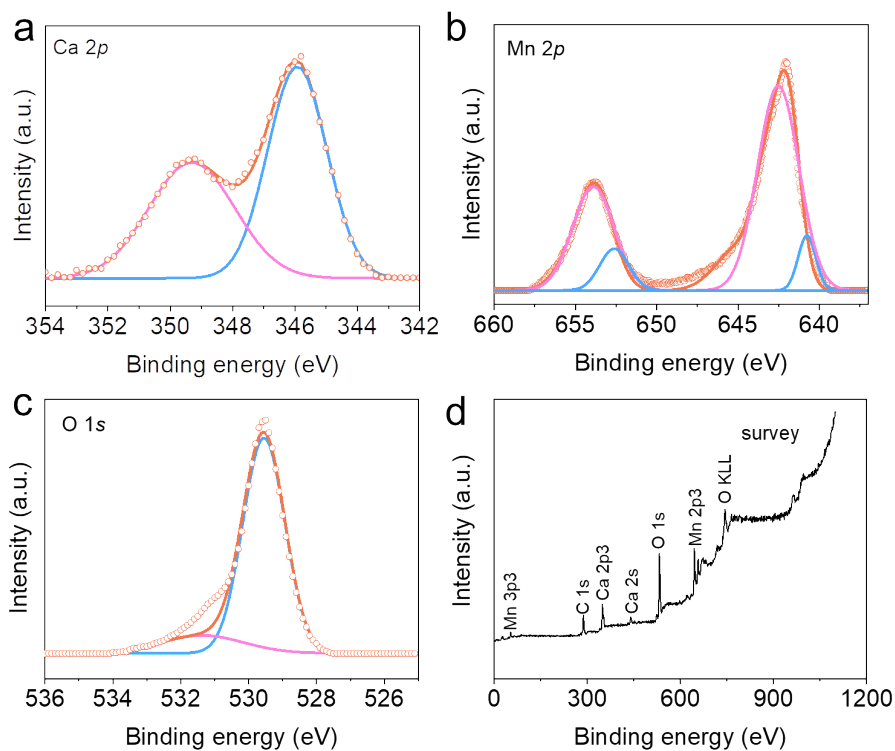 a
Ca 2p
Intensity (a.u.)
354 352 350 348 346 344 342
Binding energy (eV)
b
Mn 2p
Intensity (a.u.)
660 655 650 645 640
Binding energy (eV)
c
O 1s
Intensity (a.u.)
536 534 532 530 528 526
Binding energy (eV)
d
survey
Intensity (a.u.)
Mn 3p3
C 1s
Ca 2p3
Ca 2s
O 1s
Mn 2p3
O KLL
0 300 600 900 1200
Binding energy (eV)